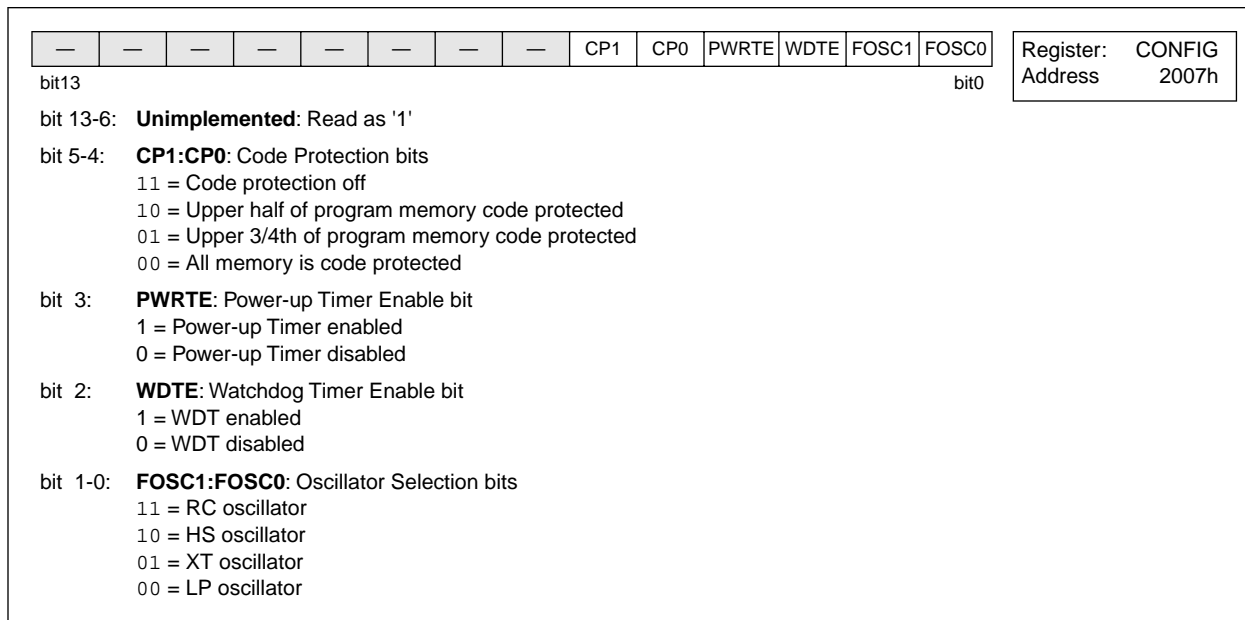 — — — — — — — — CP1 CP0 PWRTE WDTE FOSC1 FOSC0
Register: CONFIG
Address 2007h
bit13 bit0
bit 13-6: Unimplemented: Read as '1'
bit 5-4: CP1:CP0: Code Protection bits
11 = Code protection off
10 = Upper half of program memory code protected
01 = Upper 3/4th of program memory code protected
00 = All memory is code protected
bit 3: PWRTE: Power-up Timer Enable bit
1 = Power-up Timer enabled
0 = Power-up Timer disabled
bit 2: WDTE: Watchdog Timer Enable bit
1 = WDT enabled
0 = WDT disabled
bit 1-0: FOSC1:FOSC0: Oscillator Selection bits
11 = RC oscillator
10 = HS oscillator
01 = XT oscillator
00 = LP oscillator